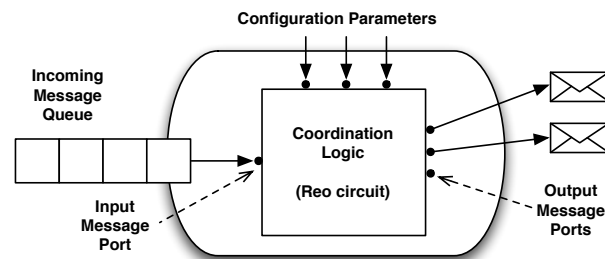 Configuration Parameters
Incoming
Message
Queue
Coordination
Logic
(Reo circuit)
Input
Message
Port
Output
Message
Ports